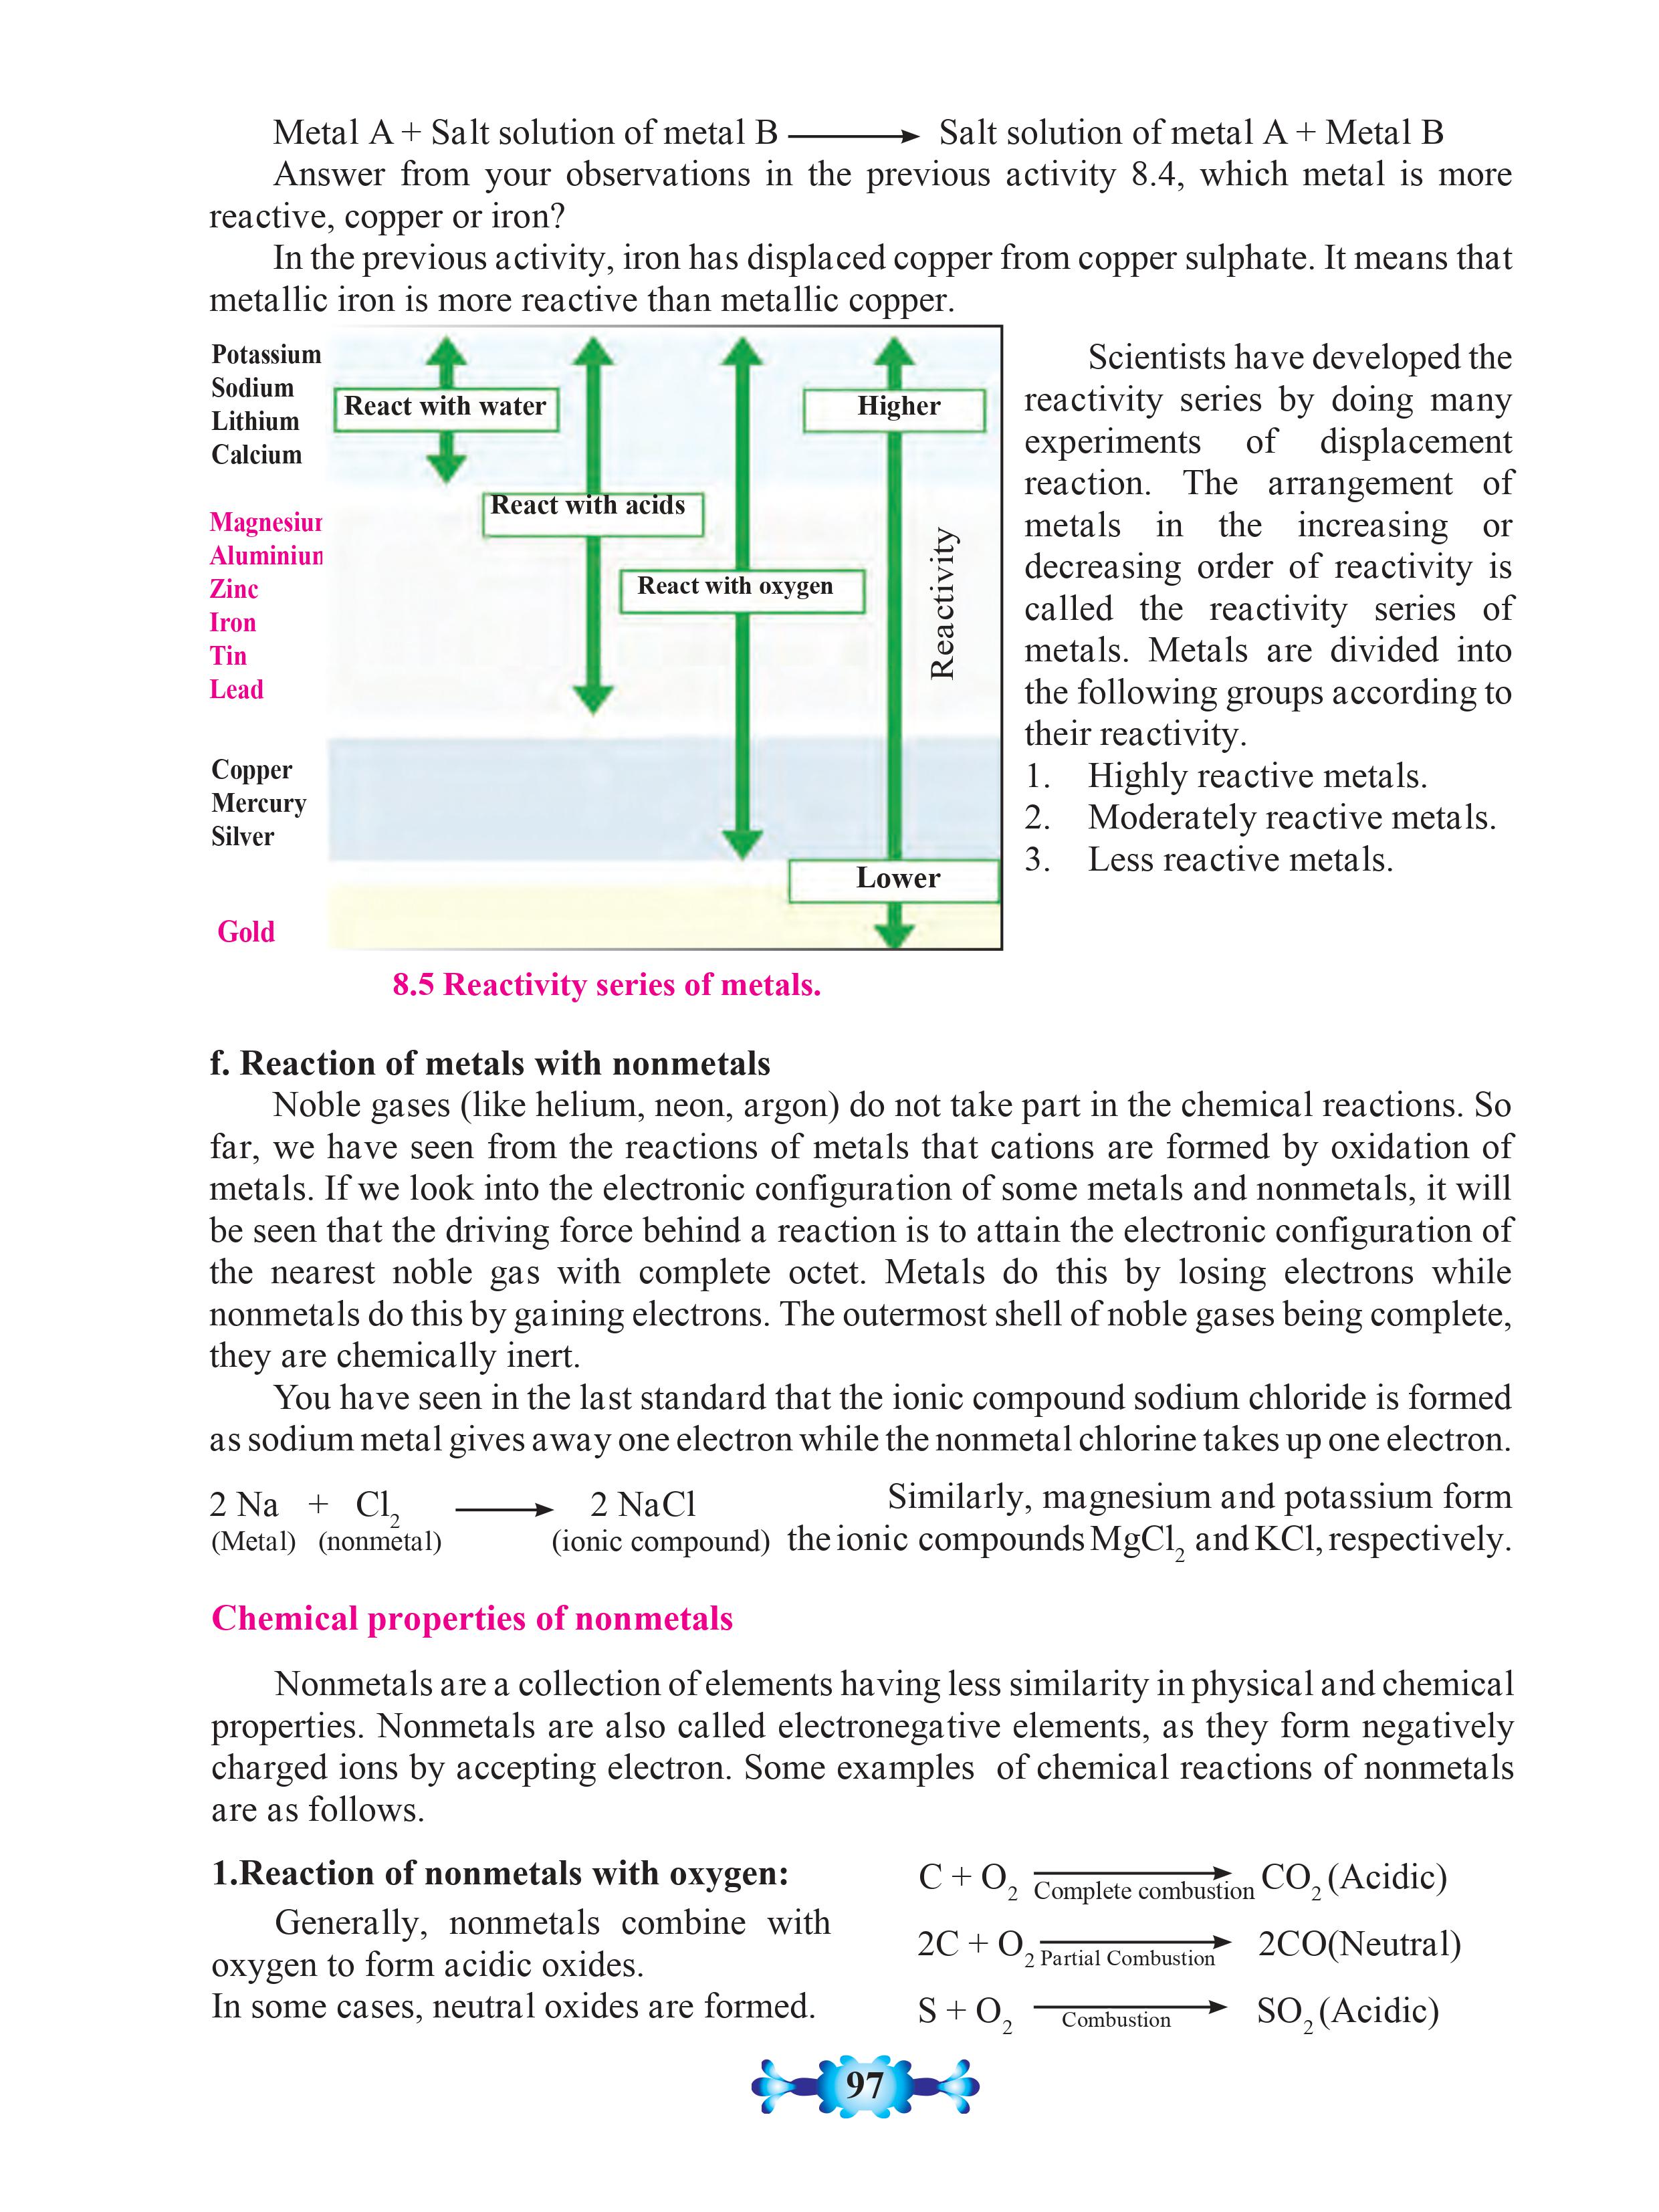 Metal A + Salt solution of metal B ⟶ Salt solution of metal A + Metal B
Answer from your observations in the previous activity 8.4, which metal is more
reactive, copper or iron?
In the previous activity, iron has displaced copper from copper sulphate. It means that
metallic iron is more reactive than metallic copper.
Potassium
Sodium
Lithium
Calcium
Magnesiur
Aluminiun
Zinc
Iron
Tin
Lead
Copper
Mercury
Silver
Gold
React with water
React with acids
React with oxygen
Higher
Reactivity
Lower
8.5 Reactivity series of metals.
Scientists have developed the
reactivity series by doing many
experiments of displacement
reaction. The arrangement of
metals in the increasing or
decreasing order of reactivity is
called the reactivity series of
metals. Metals are divided into
the following groups according to
their reactivity.
1. Highly reactive metals.
2. Moderately reactive metals.
3. Less reactive metals.
f. Reaction of metals with nonmetals
Noble gases (like helium, neon, argon) do not take part in the chemical reactions. So
far, we have seen from the reactions of metals that cations are formed by oxidation of
metals. If we look into the electronic configuration of some metals and nonmetals, it will
be seen that the driving force behind a reaction is to attain the electronic configuration of
the nearest noble gas with complete octet. Metals do this by losing electrons while
nonmetals do this by gaining electrons. The outermost shell of noble gases being complete,
they are chemically inert.
You have seen in the last standard that the ionic compound sodium chloride is formed
as sodium metal gives away one electron while the nonmetal chlorine takes up one electron.
2 Na + Cl₂ ⟶ 2 NaCl
(Metal) (nonmetal) (ionic compound)
Similarly, magnesium and potassium form
the ionic compounds MgCl₂ and KCl, respectively.
Chemical properties of nonmetals
Nonmetals are a collection of elements having less similarity in physical and chemical
properties. Nonmetals are also called electronegative elements, as they form negatively
charged ions by accepting electron. Some examples of chemical reactions of nonmetals
are as follows.
1.Reaction of nonmetals with oxygen:
Generally, nonmetals combine with
oxygen to form acidic oxides.
In some cases, neutral oxides are formed.
C + O₂ ⟶ CO₂ (Acidic)
Complete combustion
2C + O₂ ⟶ 2CO(Neutral)
Partial Combustion
S + O₂ ⟶ SO₂ (Acidic)
Combustion
97